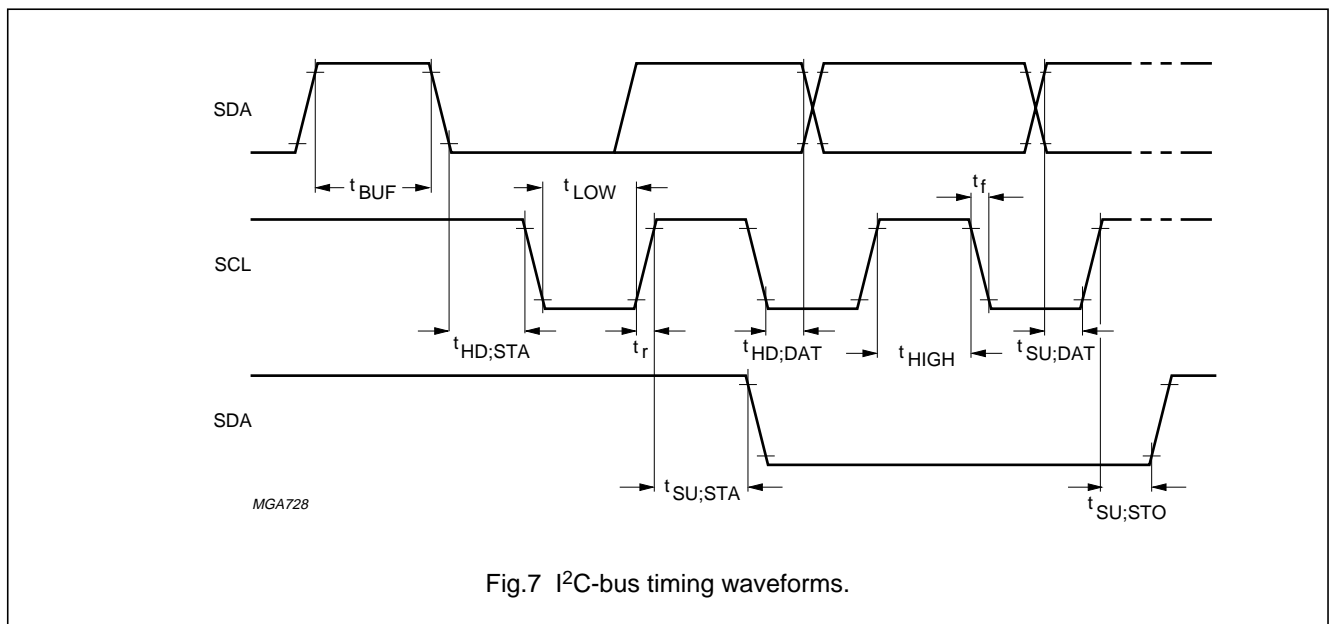 SDA
t BUF
t LOW
t f
SCL
t HD;STA
t r
t HD;DAT
t HIGH
t SU;DAT
SDA
t SU;STA
t SU;STO
MGA728
Fig.7 I²C-bus timing waveforms.